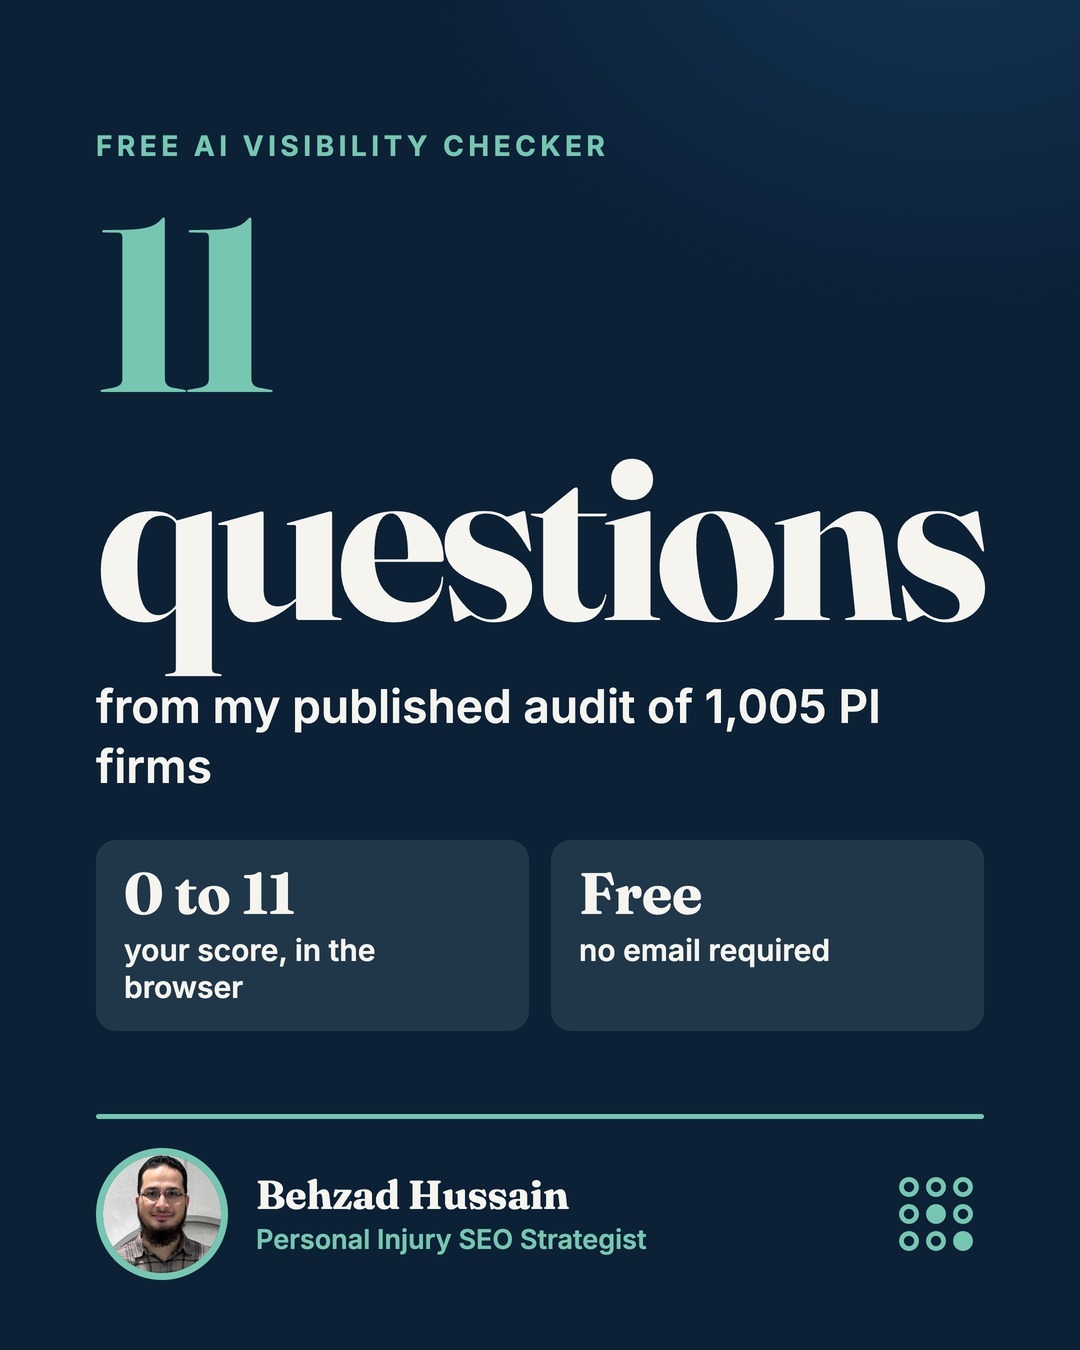 FREE AI VISIBILITY CHECKER
11
questions
from my published audit of 1,005 PI
firms
0 to 11
your score, in the
browser
Free
no email required
Behzad Hussain
Personal Injury SEO Strategist